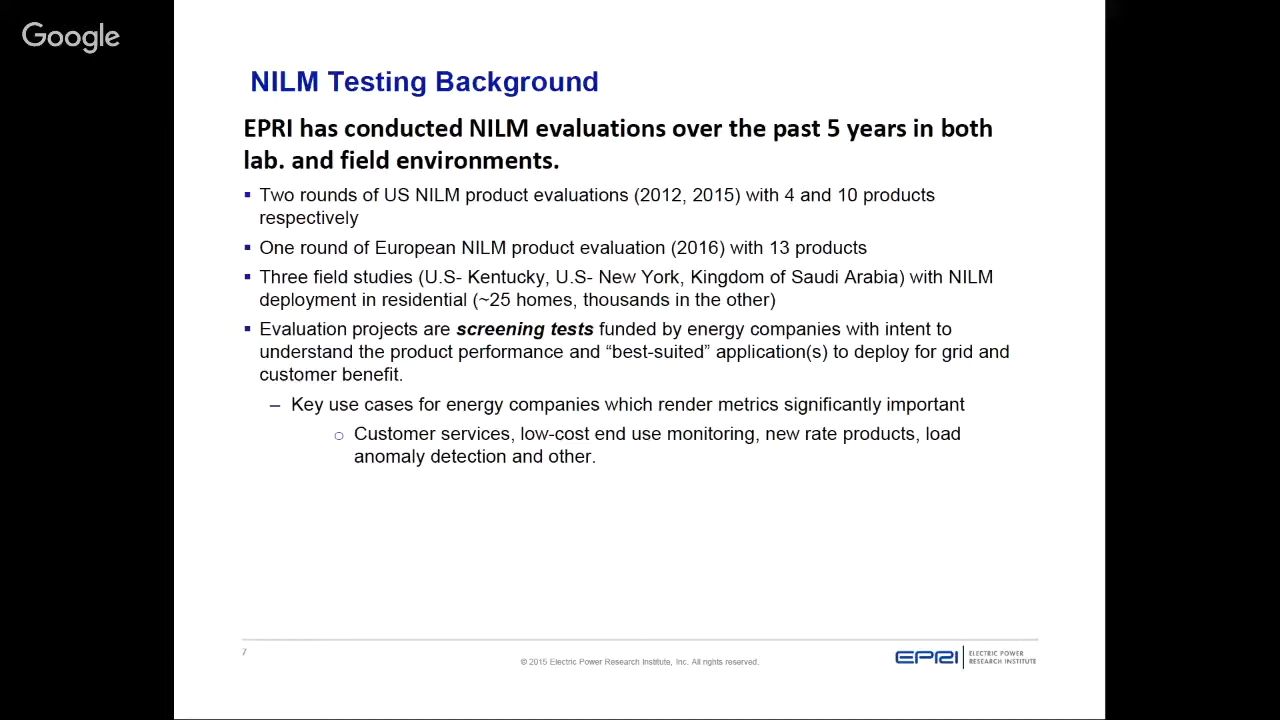 Google
NILM Testing Background
EPRI has conducted NILM evaluations over the past 5 years in both
lab. and field environments.
▪ Two rounds of US NILM product evaluations (2012, 2015) with 4 and 10 products
respectively
▪ One round of European NILM product evaluation (2016) with 13 products
▪ Three field studies (U.S- Kentucky, U.S- New York, Kingdom of Saudi Arabia) with NILM
deployment in residential (~25 homes, thousands in the other)
▪ Evaluation projects are screening tests funded by energy companies with intent to
understand the product performance and “best-suited” application(s) to deploy for grid and
customer benefit.
– Key use cases for energy companies which render metrics significantly important
o Customer services, low-cost end use monitoring, new rate products, load
anomaly detection and other.
7
© 2015 Electric Power Research Institute, Inc. All rights reserved.
EPRI
ELECTRIC POWER
RESEARCH INSTITUTE